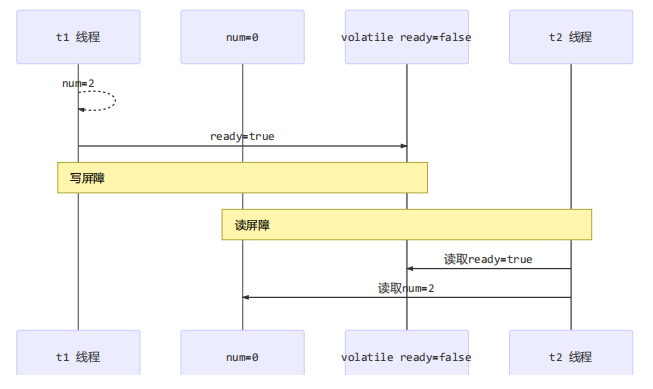 t1 线程
num=0
volatile ready=false
t2 线程
num=2
ready=true
写屏障
读屏障
读取ready=true
读取num=2
t1 线程
num=0
volatile ready=false
t2 线程